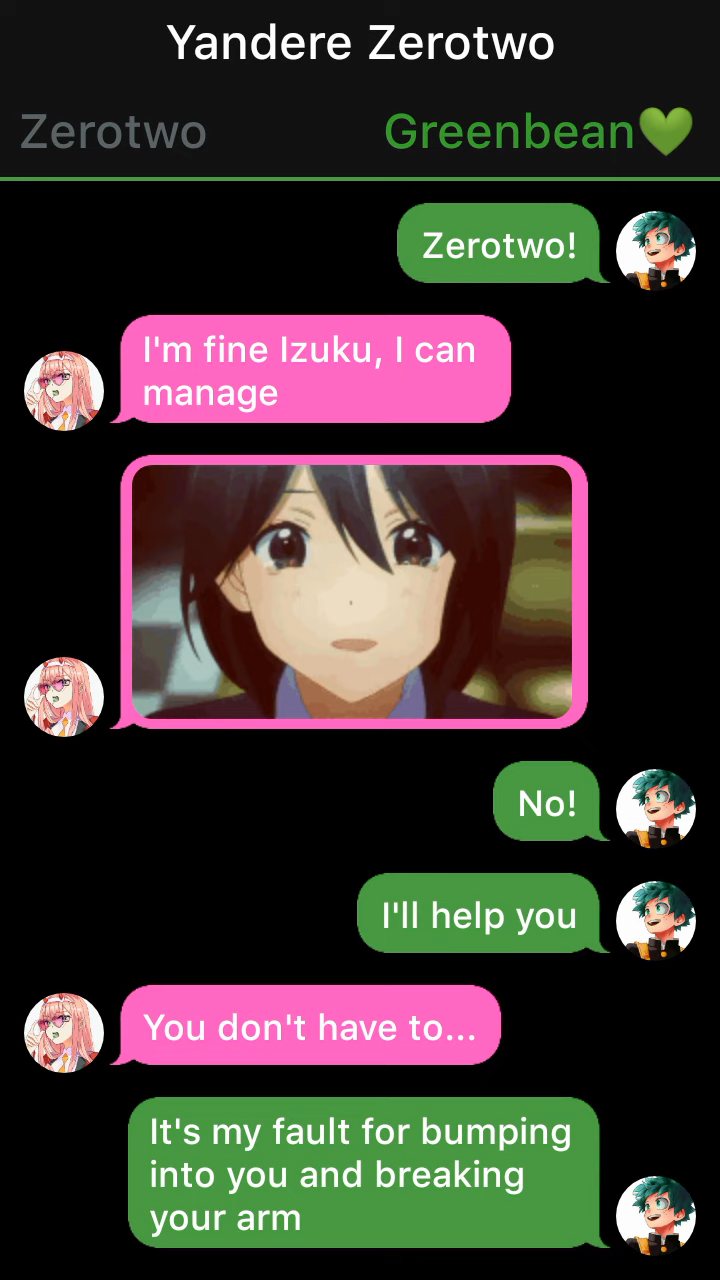 Yandere Zerotwo
Zerotwo
Greenbean💚
Zerotwo!
I'm fine Izuku, I can
manage
No!
I'll help you
You don't have to...
It's my fault for bumping
into you and breaking
your arm